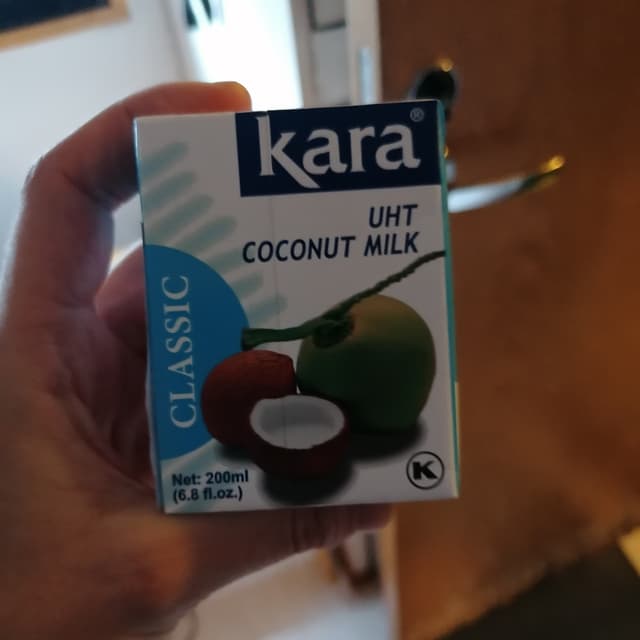 kara®
UHT
COCONUT MILK
CLASSIC
Net: 200ml
(6.8 fl.oz.)
K